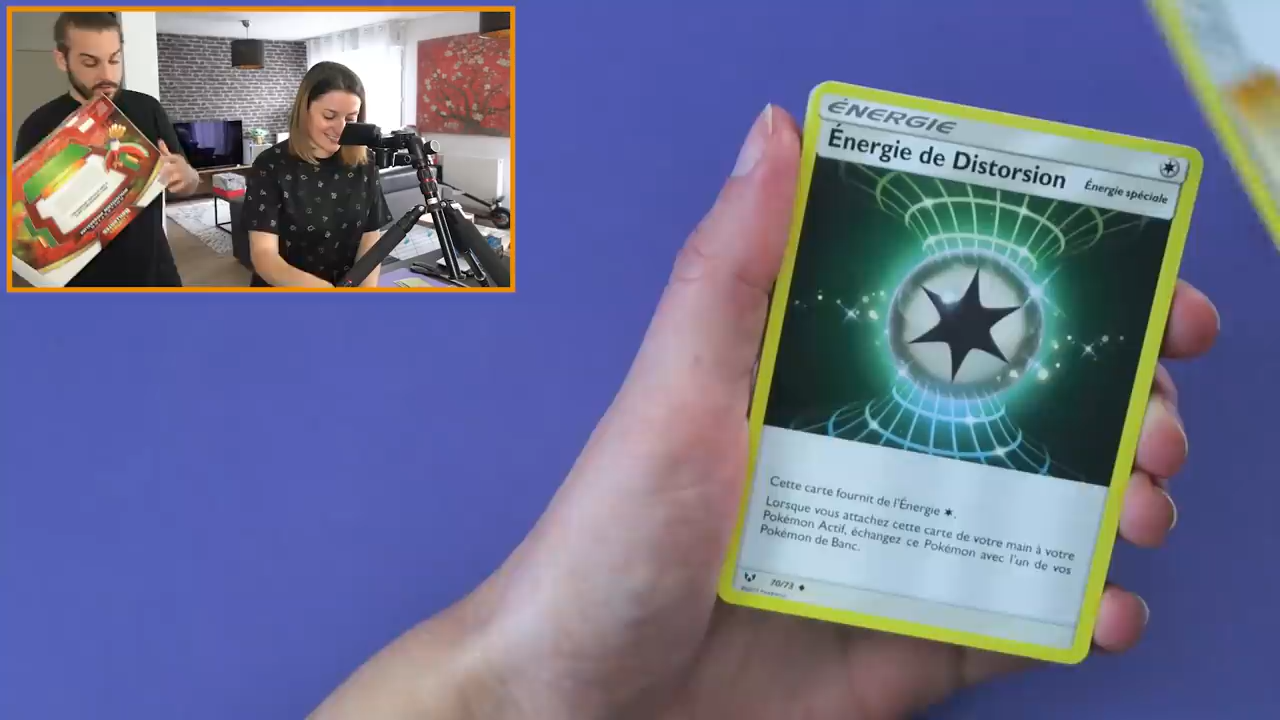 ÉNERGIE
Énergie de Distorsion
Énergie spéciale
Cette carte fournit de l'Énergie
Lorsque vous attachez cette carte de votre main à votre
Pokémon Actif, échangez ce Pokémon avec l'un de vos
Pokémon de Banc.
70/73